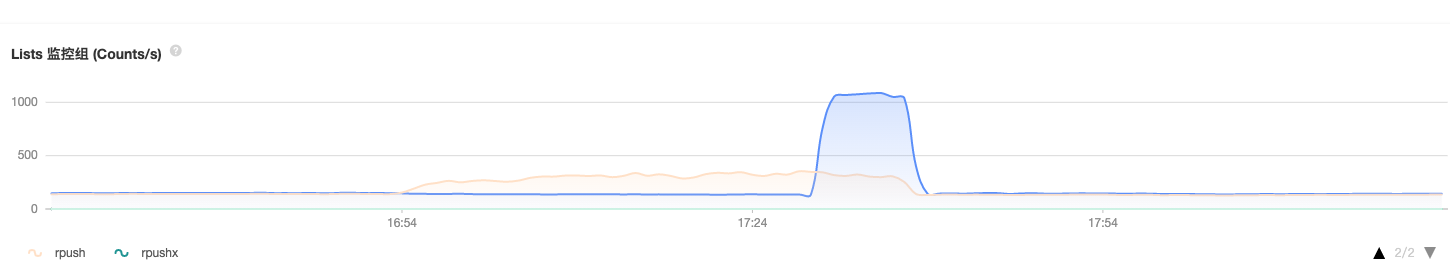 Lists 监控组 (Counts/s) ?
1000
500
0
16:54 17:24 17:54
rpush rpushx ▲ 2/2 ▼